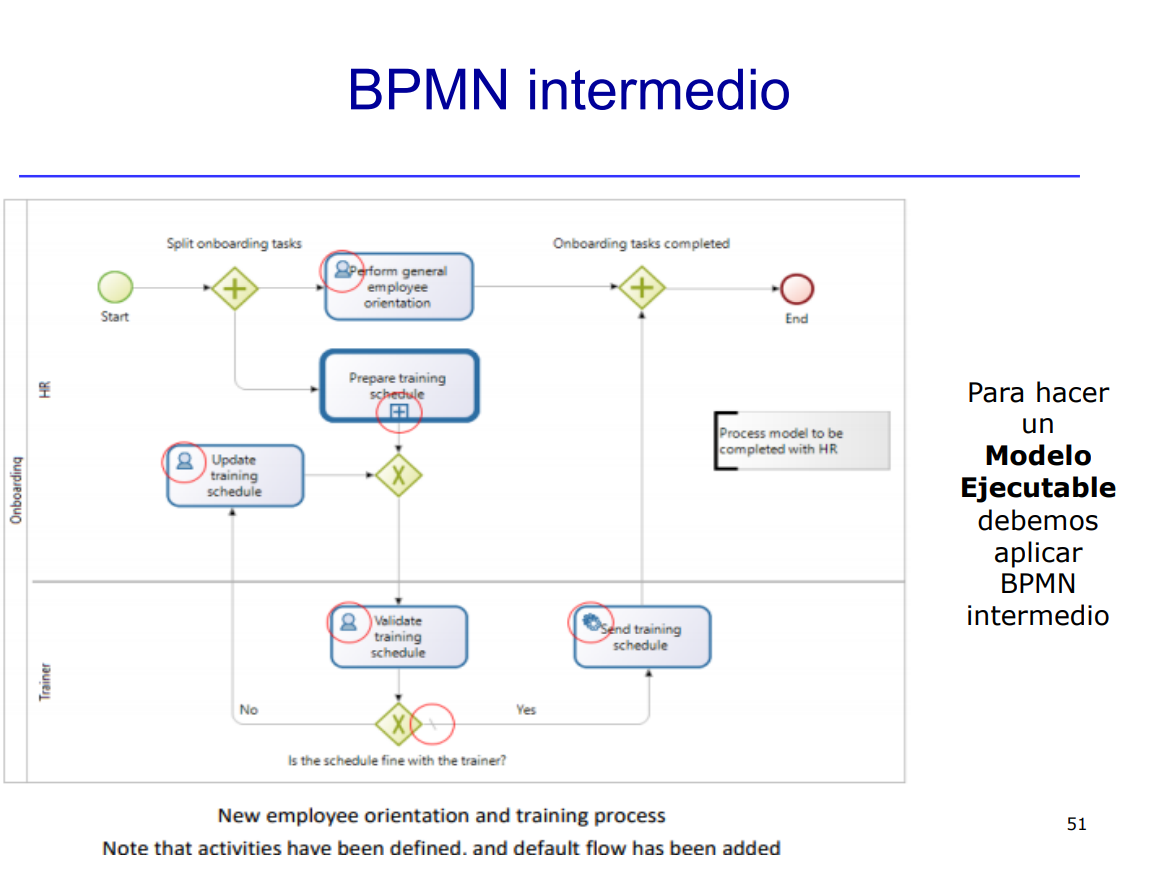 BPMN intermedio
Split onboarding tasks
Onboarding tasks completed
Perform general
employee
orientation
Start
End
Prepare training
schedule
HR
Process model to be
completed with HR
Update
training
schedule
X
Onboarding
Validate
training
schedule
Send training
schedule
Trainer
No
X
Yes
Is the schedule fine with the trainer?
Para hacer
un
Modelo
Ejecutable
debemos
aplicar
BPMN
intermedio
New employee orientation and training process
Note that activities have been defined. and default flow has been added
51